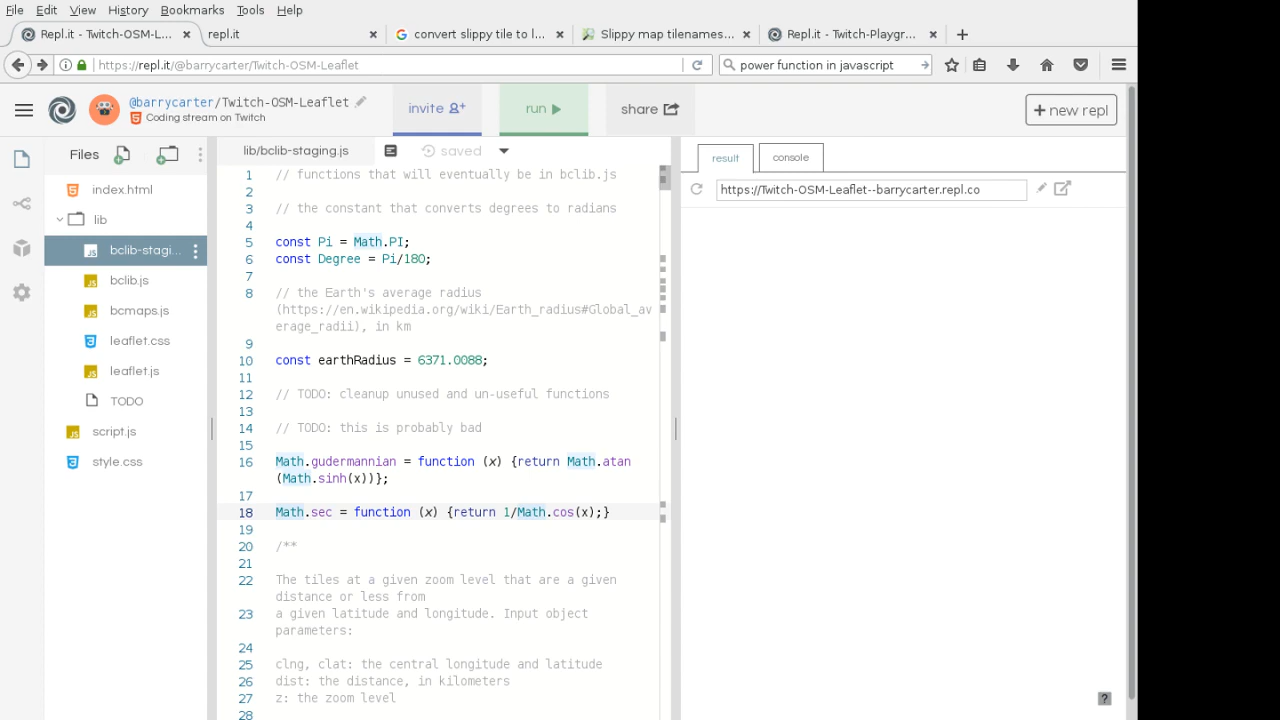 File Edit View History Bookmarks Tools Help
Repl.it - Twitch-OSM-L... × repl.it × convert slippy tile to l... × Slippy map tilenames... × Repl.it - Twitch-Playgr... × +
https://repl.it/@barrycarter/Twitch-OSM-Leaflet
power function in javascript
@barrycarter/Twitch-OSM-Leaflet
Coding stream on Twitch
invite
run
share
+ new repl
Files
index.html
lib
bclib-stagi...
bclib.js
bcmaps.js
leaflet.css
leaflet.js
TODO
script.js
style.css
lib/bclib-staging.js
saved
1 // functions that will eventually be in bclib.js
2
3 // the constant that converts degrees to radians
4
5 const Pi = Math.PI;
6 const Degree = Pi/180;
7
8 // the Earth's average radius
(https://en.wikipedia.org/wiki/Earth_radius#Global_av
erage_radii), in km
9
10 const earthRadius = 6371.0088;
11
12 // TODO: cleanup unused and un-useful functions
13
14 // TODO: this is probably bad
15
16 Math.gudermannian = function (x) {return Math.atan
(Math.sinh(x))};
17
18 Math.sec = function (x) {return 1/Math.cos(x);}
19
20 /**
21
22 The tiles at a given zoom level that are a given
distance or less from
23 a given latitude and longitude. Input object
parameters:
24
25 clng, clat: the central longitude and latitude
26 dist: the distance, in kilometers
27 z: the zoom level
28
result
console
https://Twitch-OSM-Leaflet--barrycarter.repl.co
?